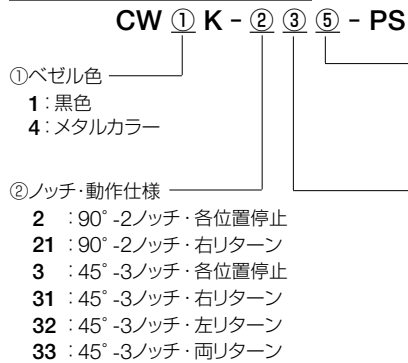 CW ① K - ② ③ ⑤ - PS
①ベゼル色
1：黒色
4：メタルカラー
②ノッチ・動作仕様
2 ：90°-2ノッチ・各位置停止
21 ：90°-2ノッチ・右リターン
3 ：45°-3ノッチ・各位置停止
31 ：45°-3ノッチ・右リターン
32 ：45°-3ノッチ・左リターン
33 ：45°-3ノッチ・両リターン